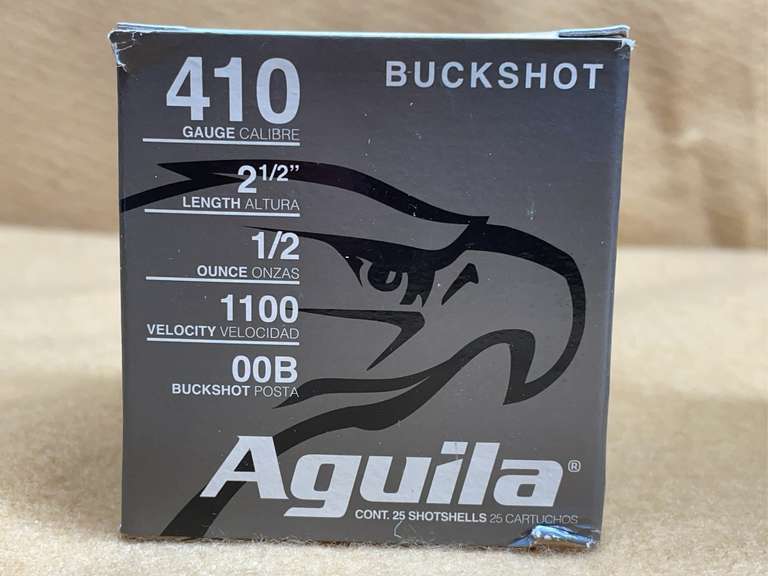 410
GAUGE CALIBRE
BUCKSHOT
2 1/2"
LENGTH ALTURA
1/2
OUNCE ONZAS
1100
VELOCITY VELOCIDAD
00B
BUCKSHOT POSTA
Aguila®
CONT. 25 SHOTSHELLS 25 CARTUCHOS